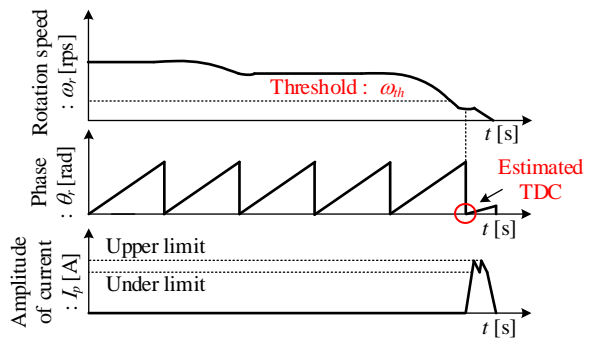 Rotation speed
: ωr [rps]
Threshold : ωth
t [s]
Phase
: θr [rad]
Estimated
TDC
t [s]
Amplitude
of current
: Ip [A]
Upper limit
Under limit
t [s]